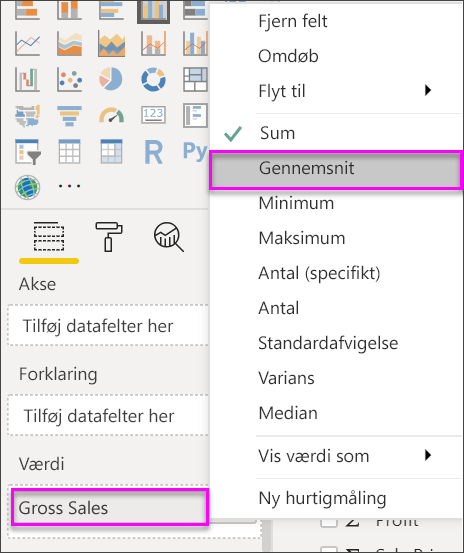 Fjern felt
Omdøb
Flyt til
Sum
Gennemsnit
Minimum
Maksimum
Antal (specifikt)
Antal
Standardafvigelse
Varians
Median
Vis værdi som
Ny hurtigmåling
123
R
Py
Akse
Tilføj datafelter her
Forklaring
Tilføj datafelter her
Værdi
Gross Sales
Profit